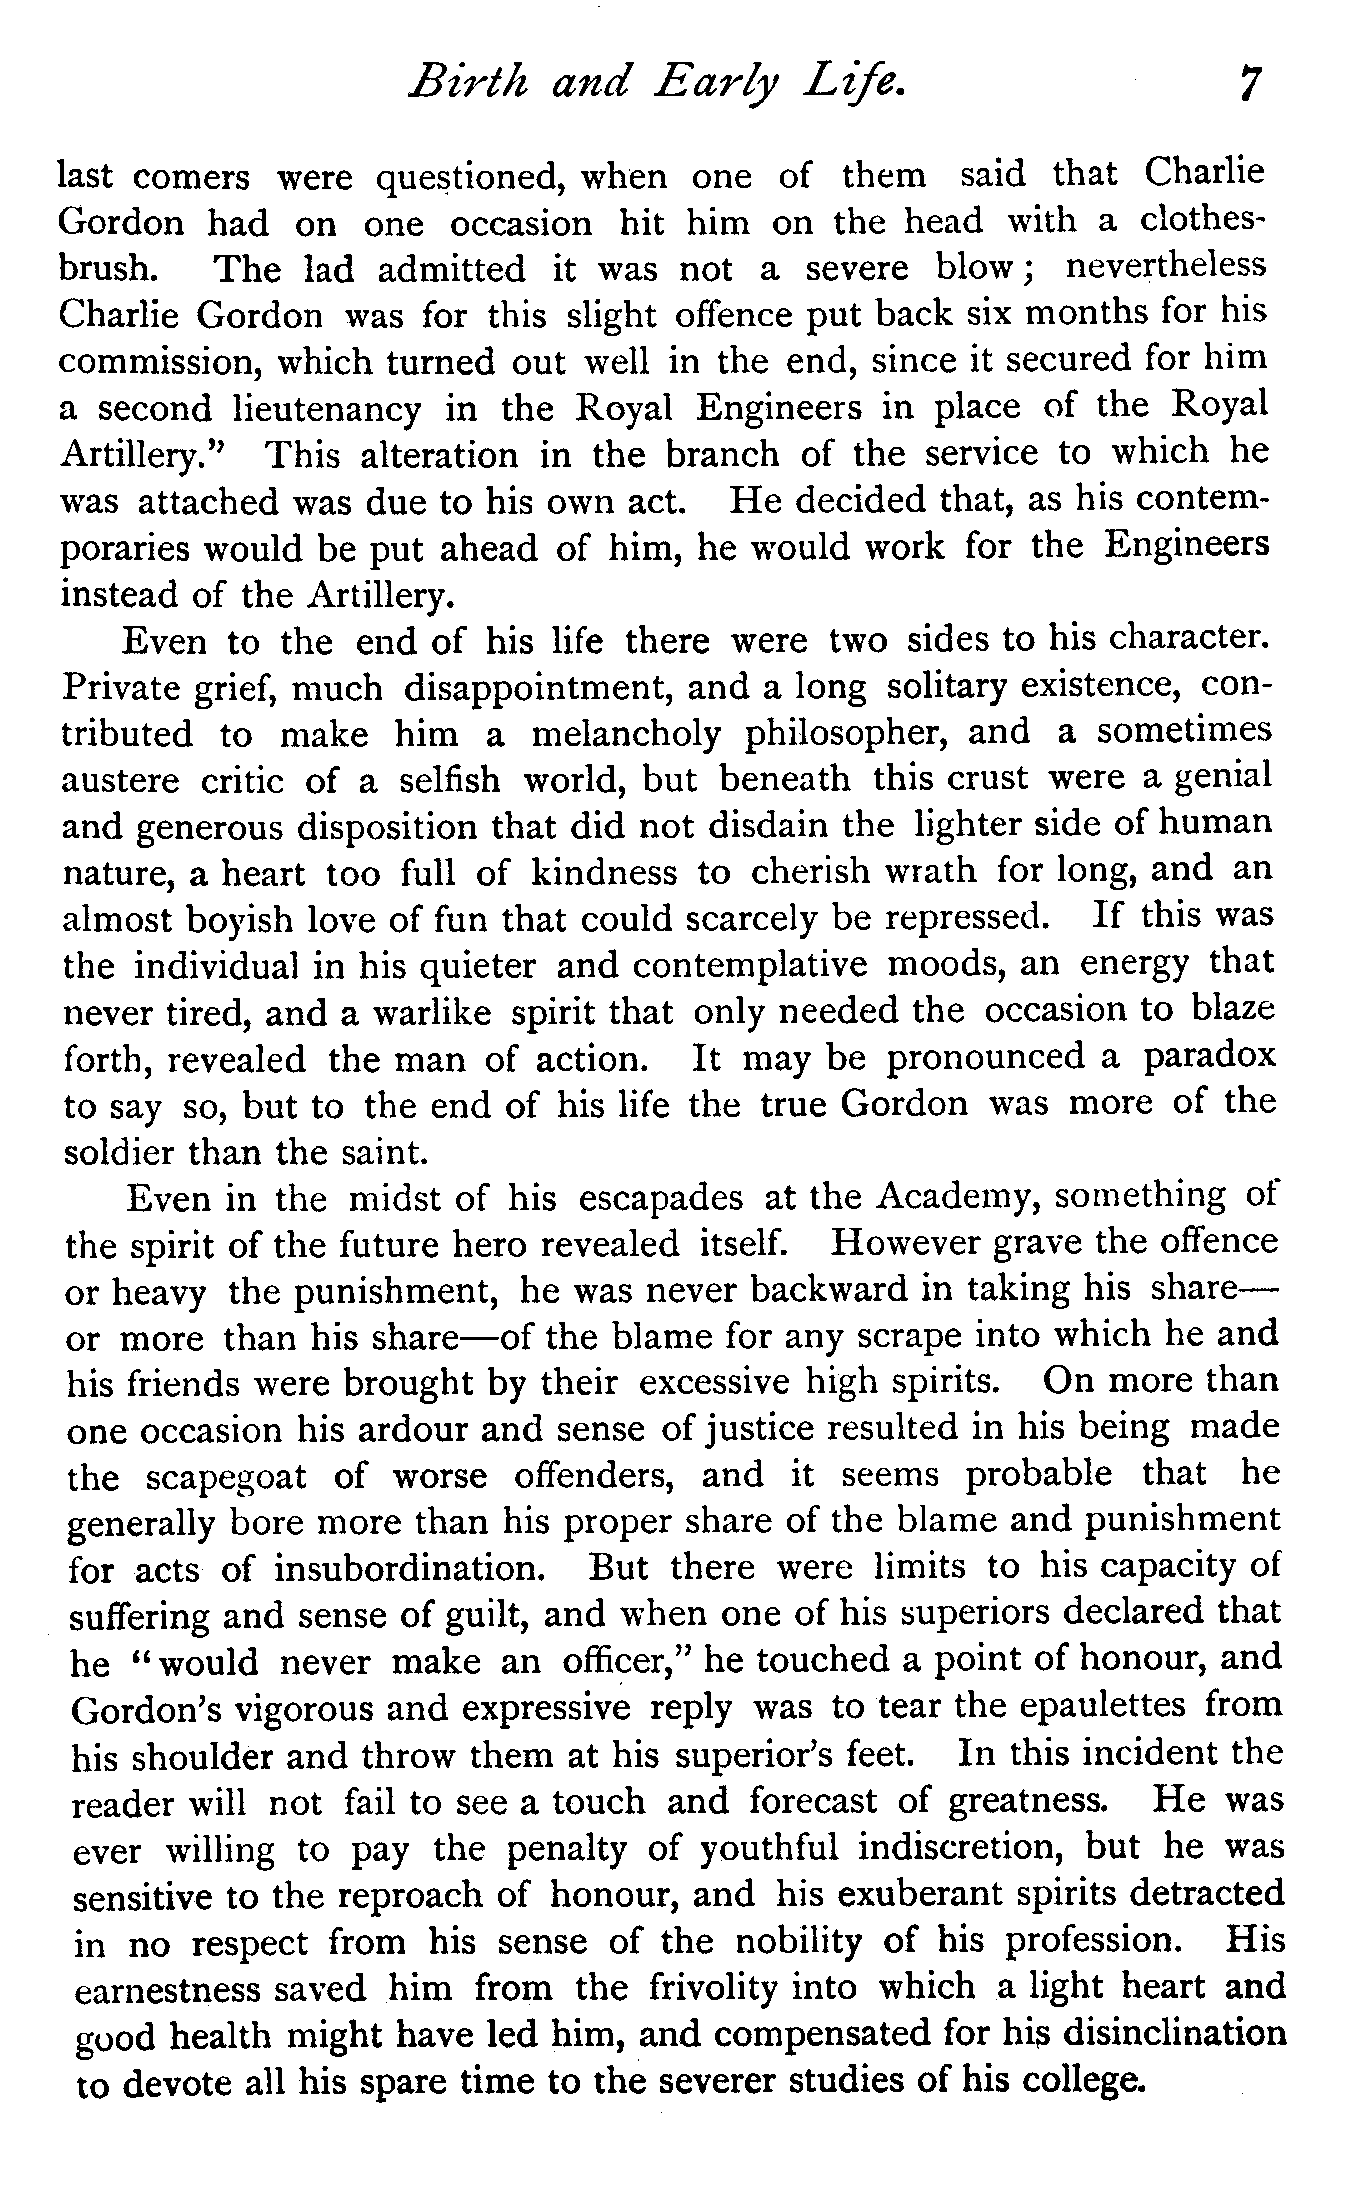 Birth and Early Life. 7
last comers were questioned, when one of them said that Charlie
Gordon had on one occasion hit him on the head with a clothes-
brush. The lad admitted it was not a severe blow; nevertheless
Charlie Gordon was for this slight offence put back six months for his
commission, which turned out well in the end, since it secured for him
a second lieutenancy in the Royal Engineers in place of the Royal
Artillery." This alteration in the branch of the service to which he
was attached was due to his own act. He decided that, as his contem-
poraries would be put ahead of him, he would work for the Engineers
instead of the Artillery.
Even to the end of his life there were two sides to his character.
Private grief, much disappointment, and a long solitary existence, con-
tributed to make him a melancholy philosopher, and a sometimes
austere critic of a selfish world, but beneath this crust were a genial
and generous disposition that did not disdain the lighter side of human
nature, a heart too full of kindness to cherish wrath for long, and an
almost boyish love of fun that could scarcely be repressed. If this was
the individual in his quieter and contemplative moods, an energy that
never tired, and a warlike spirit that only needed the occasion to blaze
forth, revealed the man of action. It may be pronounced a paradox
to say so, but to the end of his life the true Gordon was more of the
soldier than the saint.
Even in the midst of his escapades at the Academy, something of
the spirit of the future hero revealed itself. However grave the offence
or heavy the punishment, he was never backward in taking his share—
or more than his share—of the blame for any scrape into which he and
his friends were brought by their excessive high spirits. On more than
one occasion his ardour and sense of justice resulted in his being made
the scapegoat of worse offenders, and it seems probable that he
generally bore more than his proper share of the blame and punishment
for acts of insubordination. But there were limits to his capacity of
suffering and sense of guilt, and when one of his superiors declared that
he "would never make an officer," he touched a point of honour, and
Gordon's vigorous and expressive reply was to tear the epaulettes from
his shoulder and throw them at his superior's feet. In this incident the
reader will not fail to see a touch and forecast of greatness. He was
ever willing to pay the penalty of youthful indiscretion, but he was
sensitive to the reproach of honour, and his exuberant spirits detracted
in no respect from his sense of the nobility of his profession. His
earnestness saved him from the frivolity into which a light heart and
good health might have led him, and compensated for his disinclination
to devote all his spare time to the severer studies of his college.